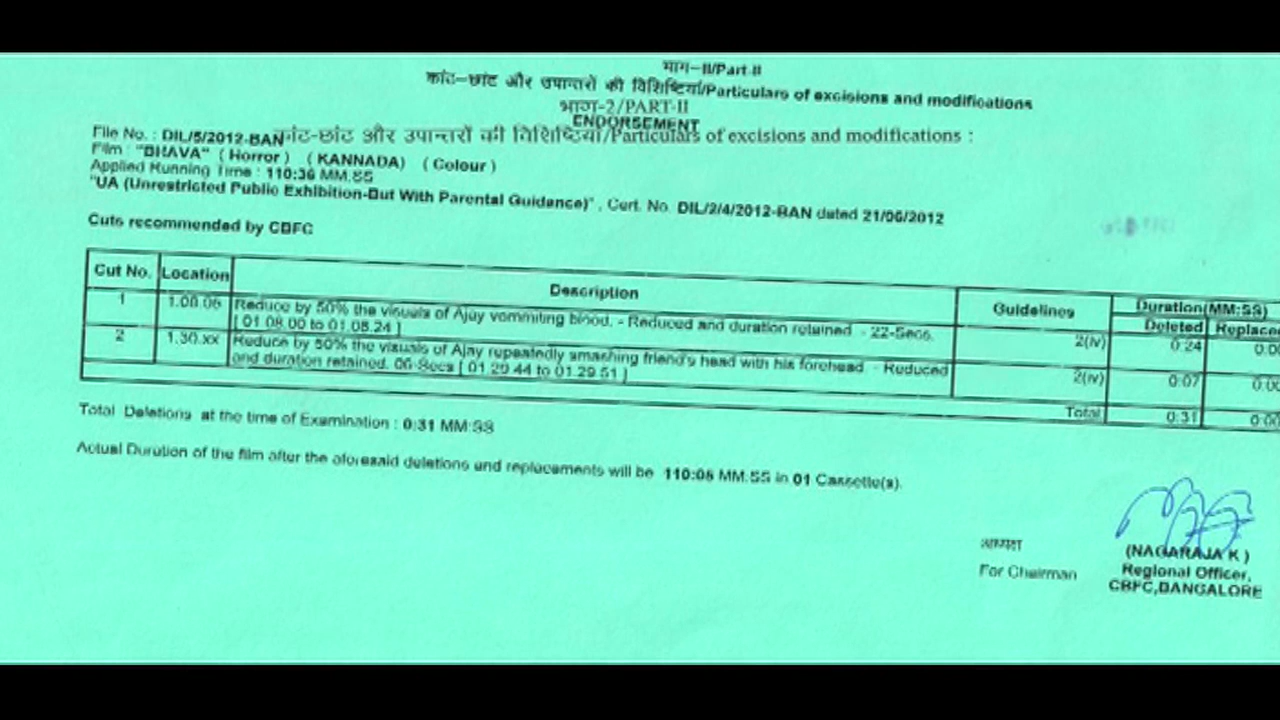 भाग–II/Part II
कांट–छांट और उपान्तरों की विशिष्टियां/Particulars of excisions and modifications
भाग-2/PART-II
ENDORSEMENT
कांट-छांट और उपान्तरों की विशिष्टियां/Particulars of excisions and modifications :
File No. : DIL/5/2012-BAN
Film : "BHAVA" ( Horror ) ( KANNADA) ( Colour )
Applied Running Time : 110:36 MM.SS
"UA (Unrestricted Public Exhibition-But With Parental Guidance)" , Cert. No. DIL/2/4/2012-BAN dated 21/06/2012
Cuts recommended by CBFC
Cut No. Location Description Guidelines Duration(MM:SS)
Deleted Replaced
1 Reduce by 50% the visuals of Ajay vommiting blood. - Reduced and duration retained - 22-Secs. 2(iv) 0:24 0:00
[ 01.08.00 to 01.08.24 ]
2 1.30.xx Reduce by 50% the visuals of Ajay repeatedly smashing friend's head with his forehead - Reduced 2(iv) 0:07 0:00
and duration retained. 06-Secs [ 01 29 44 to 01.29 51 ]
Total 0:31 0:00
Total Deletions at the time of Examination : 0:31 MM:SS
Actual Duration of the film after the aforesaid deletions and replacements will be 110:08 MM:SS in 01 Cassette(s).
अध्यक्ष
For Chairman
(NAGARAJA K )
Regional Officer,
CBFC,BANGALORE